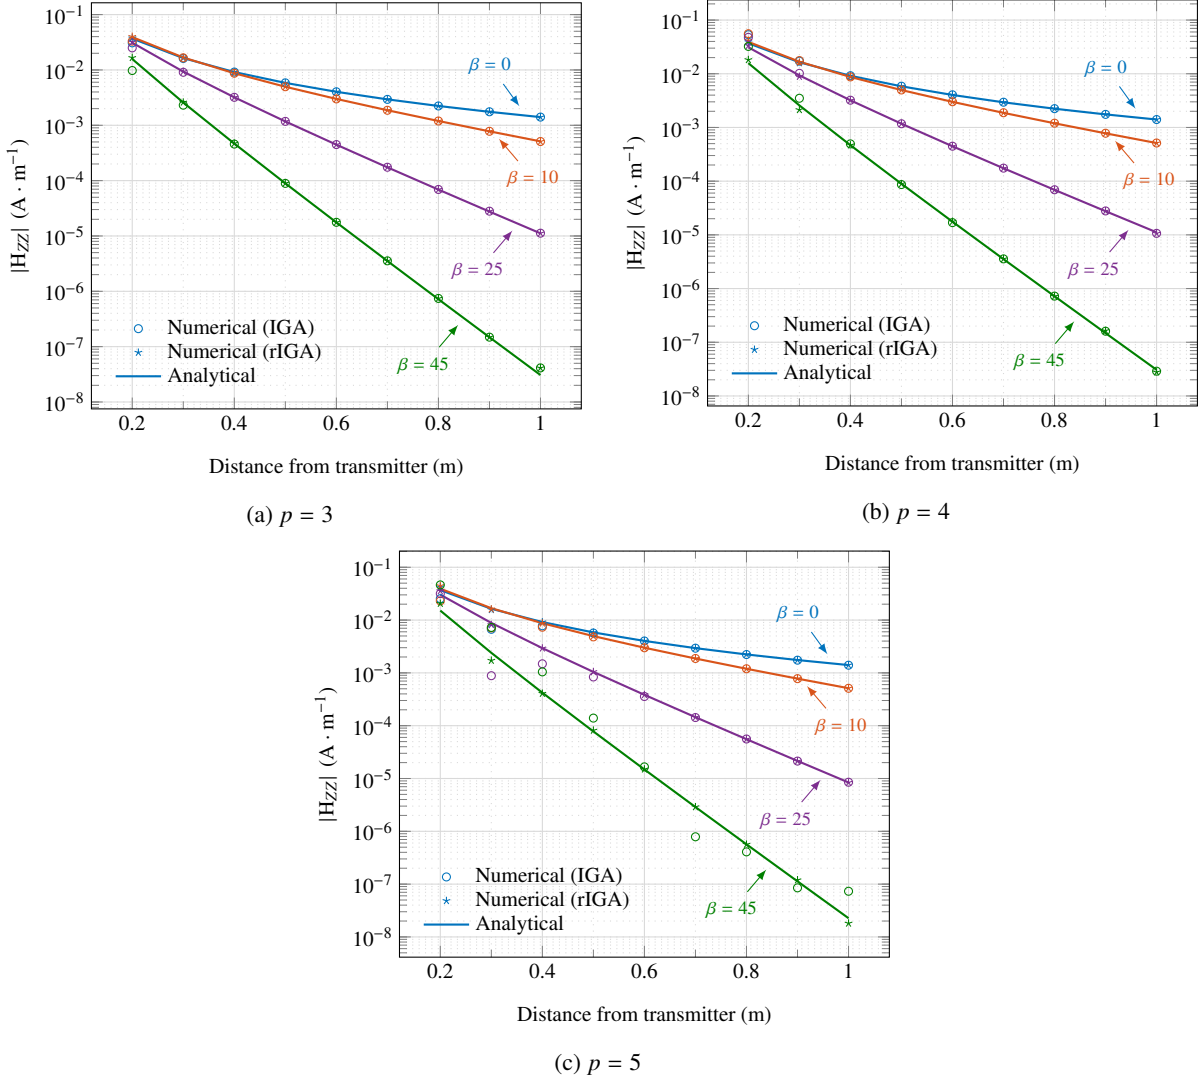 10⁻¹
10⁻²
10⁻³
10⁻⁴
10⁻⁵
10⁻⁶
10⁻⁷
10⁻⁸
|H_ZZ| (A · m⁻¹)
β = 0
β = 10
β = 25
β = 45
Numerical (IGA)
Numerical (rIGA)
Analytical
0.2 0.4 0.6 0.8 1
Distance from transmitter (m)
(a) p = 3
10⁻¹
10⁻²
10⁻³
10⁻⁴
10⁻⁵
10⁻⁶
10⁻⁷
10⁻⁸
|H_ZZ| (A · m⁻¹)
β = 0
β = 10
β = 25
β = 45
Numerical (IGA)
Numerical (rIGA)
Analytical
0.2 0.4 0.6 0.8 1
Distance from transmitter (m)
(b) p = 4
10⁻¹
10⁻²
10⁻³
10⁻⁴
10⁻⁵
10⁻⁶
10⁻⁷
10⁻⁸
|H_ZZ| (A · m⁻¹)
β = 0
β = 10
β = 25
β = 45
Numerical (IGA)
Numerical (rIGA)
Analytical
0.2 0.4 0.6 0.8 1
Distance from transmitter (m)
(c) p = 5